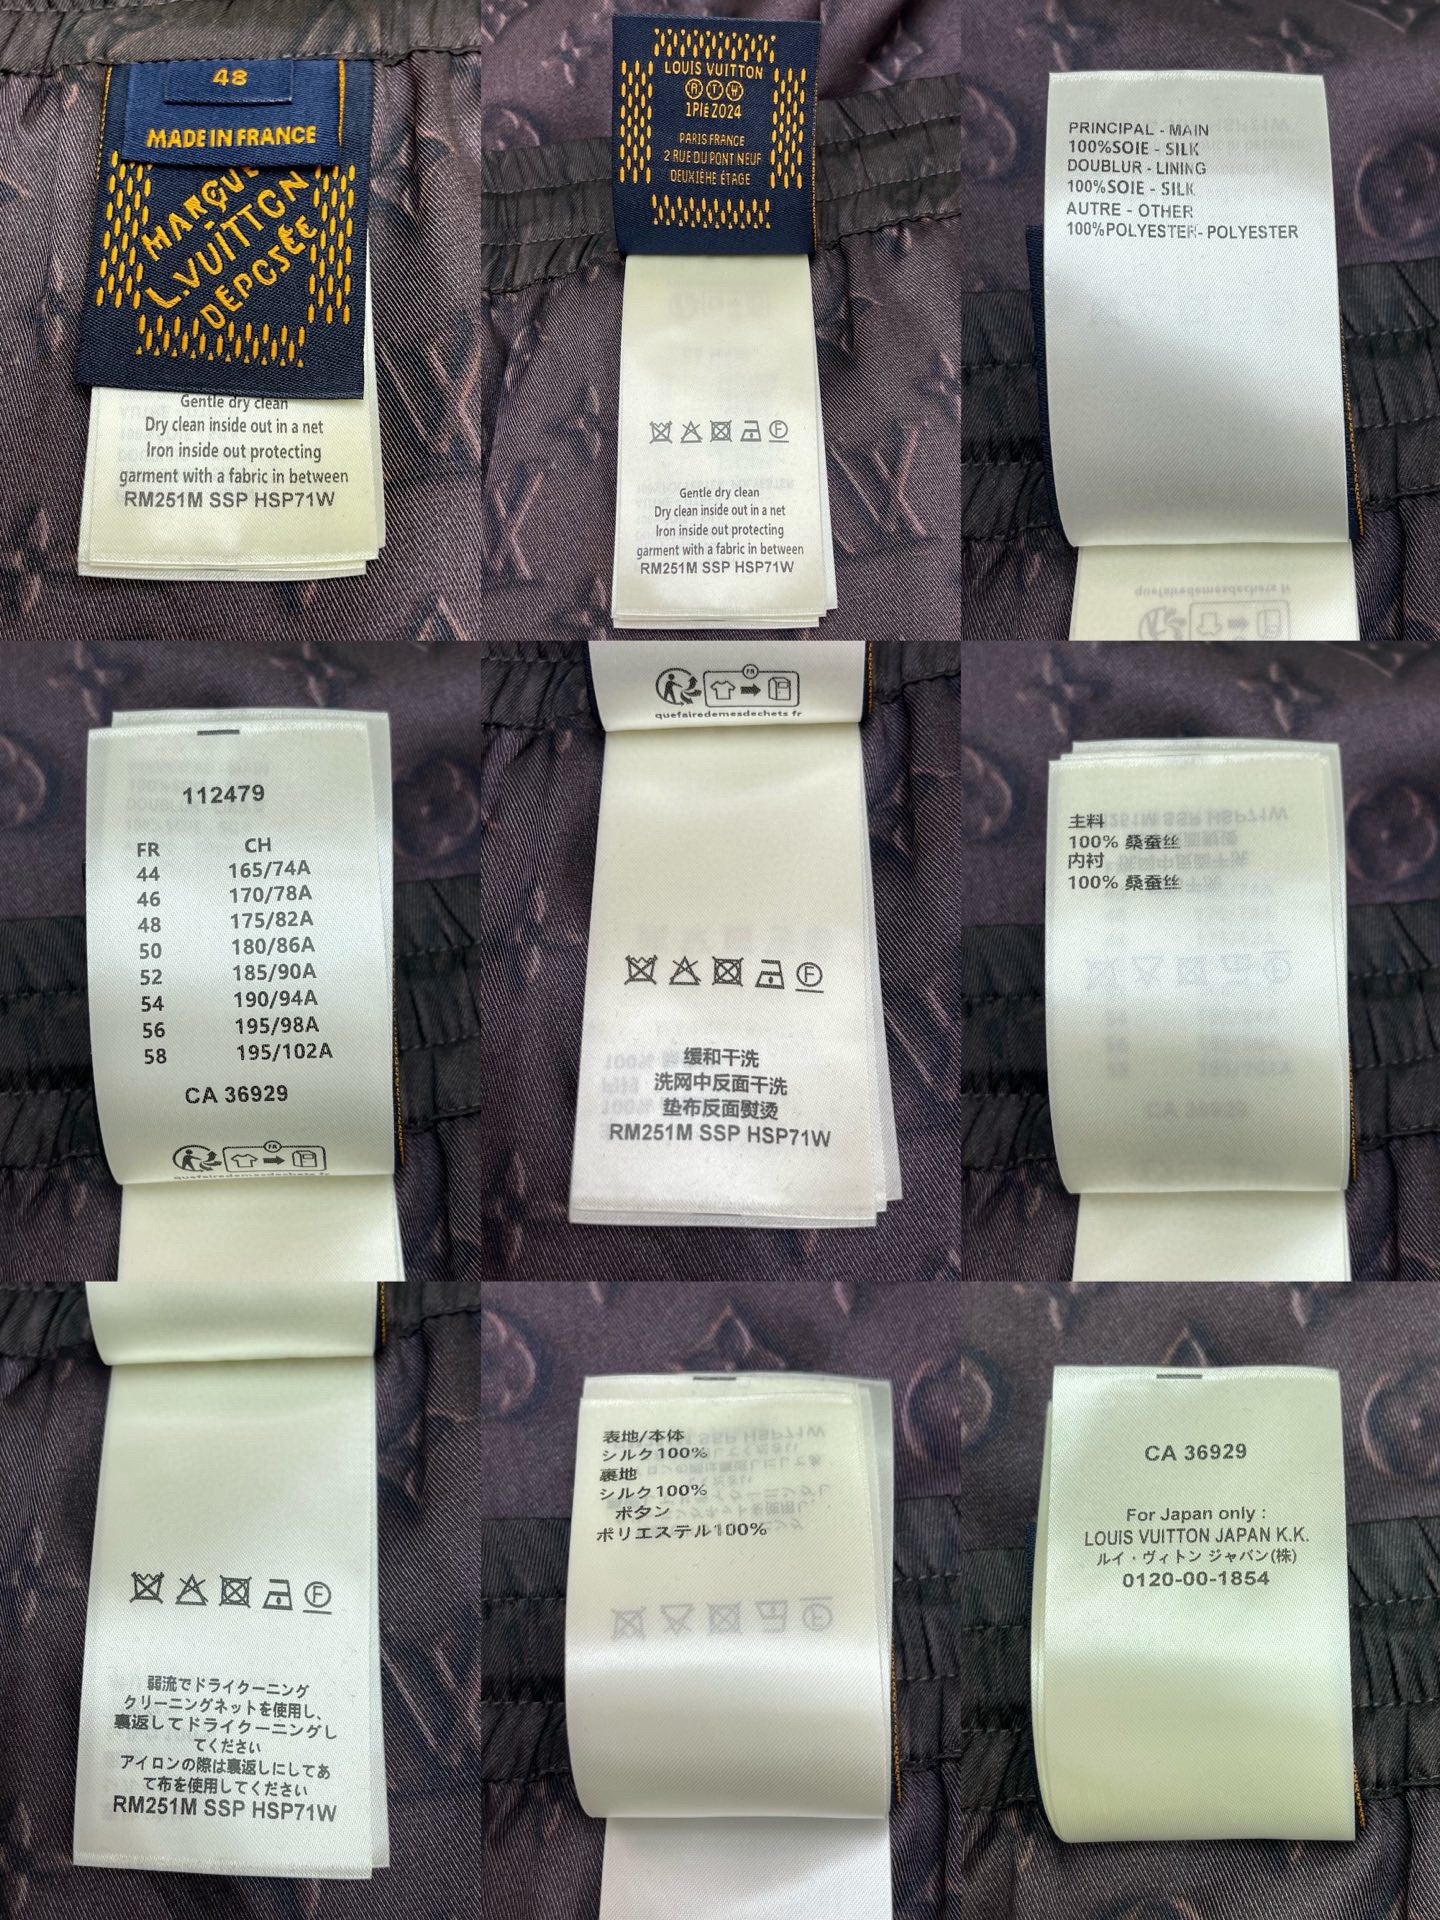 48
MADE IN FRANCE
MARQUE
L.VUITTON
DÉPOSÉE
Gentle dry clean
Dry clean inside out in a net
Iron inside out protecting
garment with a fabric in between
RM251M SSP HSP71W
LOUIS VUITTON
R T W
1PIéZ024
PARIS FRANCE
2 RUE DU PONT NEUF
DEUXIÈHE ÉTAGE
F
Gentle dry clean
Dry clean inside out in a net
Iron inside out protecting
garment with a fabric in between
RM251M SSP HSP71W
PRINCIPAL - MAIN
100%SOIE - SILK
DOUBLUR - LINING
100%SOIE - SILK
AUTRE - OTHER
100%POLYESTER- POLYESTER
quefairedemesdechets.fr
112479
FR CH
44 165/74A
46 170/78A
48 175/82A
50 180/86A
52 185/90A
54 190/94A
56 195/98A
58 195/102A
CA 36929
FR
quefairedemesdechets fr
FR
quefairedemesdechets fr
F
缓和干洗
洗网中反面干洗
垫布反面熨烫
RM251M SSP HSP71W
主料
100% 桑蚕丝
内衬
100% 桑蚕丝
F
弱流でドライクーニング
クリーニングネットを使用し、
裏返してドライクーニングし
てください
アイロンの際は裏返しにしてあ
て布を使用してください
RM251M SSP HSP71W
表地/本体
シルク100%
裏地
シルク100%
ボタン
ポリエステル100%
CA 36929
For Japan only :
LOUIS VUITTON JAPAN K.K.
ルイ・ヴィトン ジャパン(株)
0120-00-1854